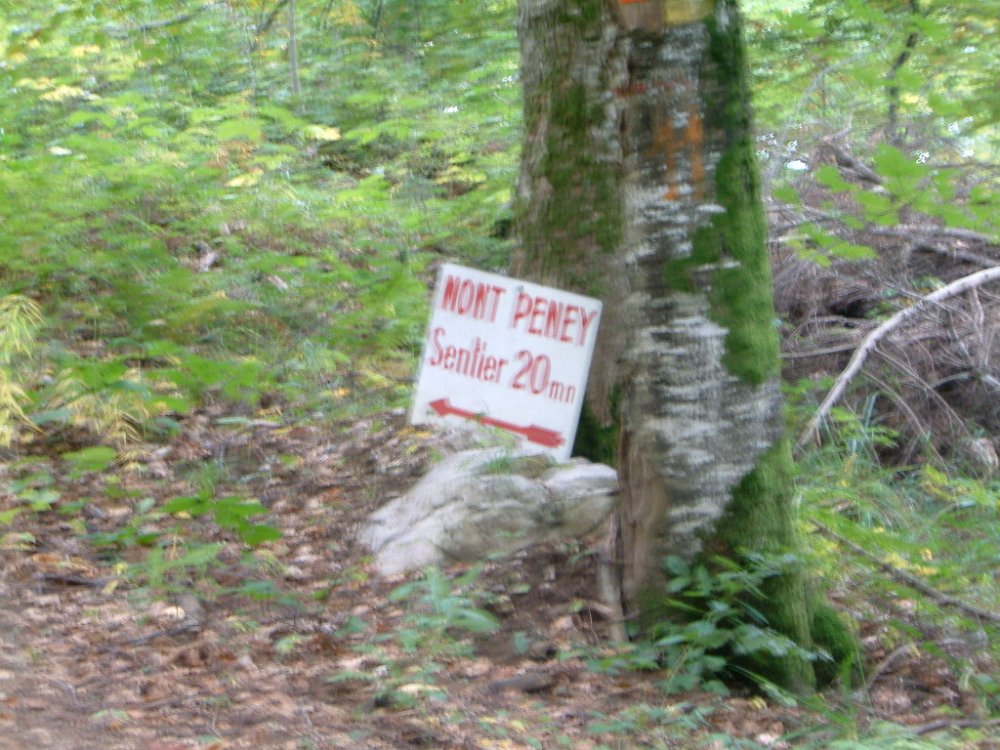 MONT PENEY
Sentier 20mn